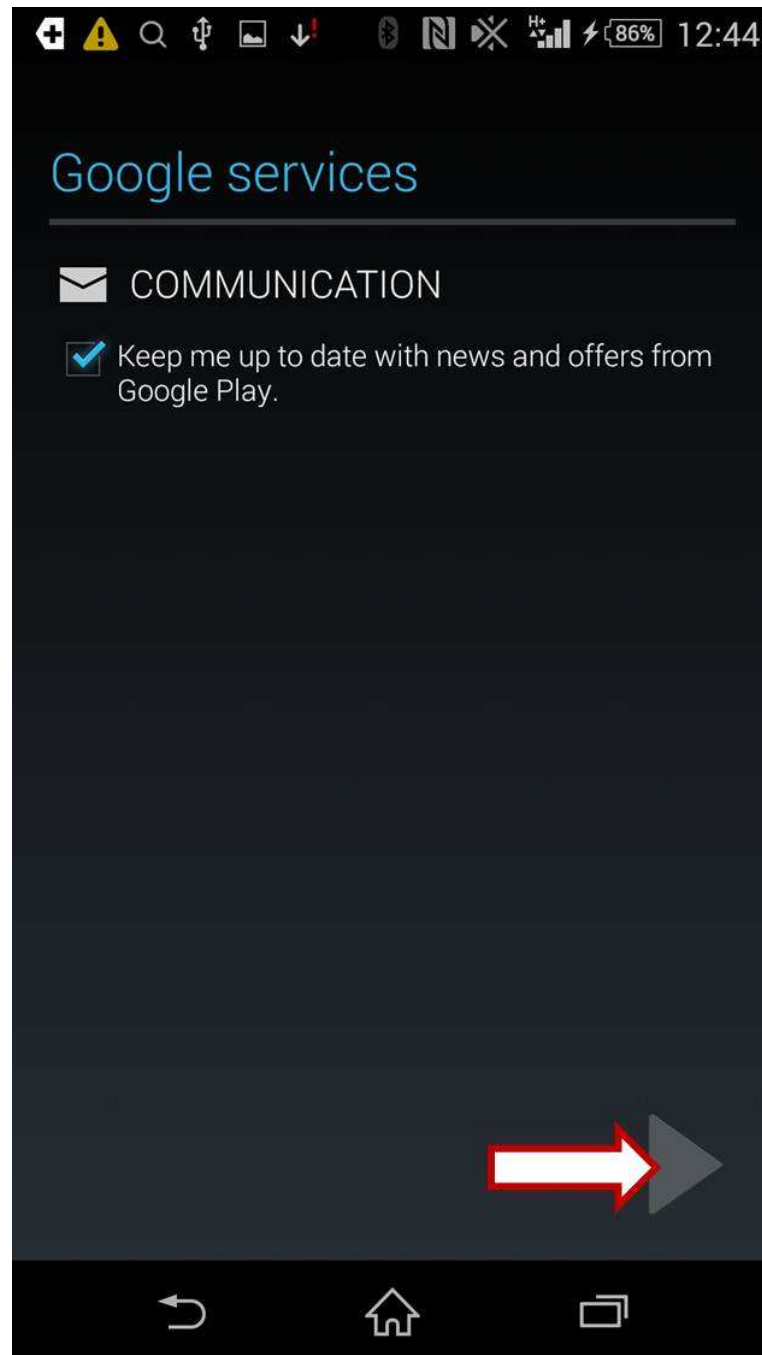 H+ 86% 12:44
Google services
COMMUNICATION
Keep me up to date with news and offers from
Google Play.